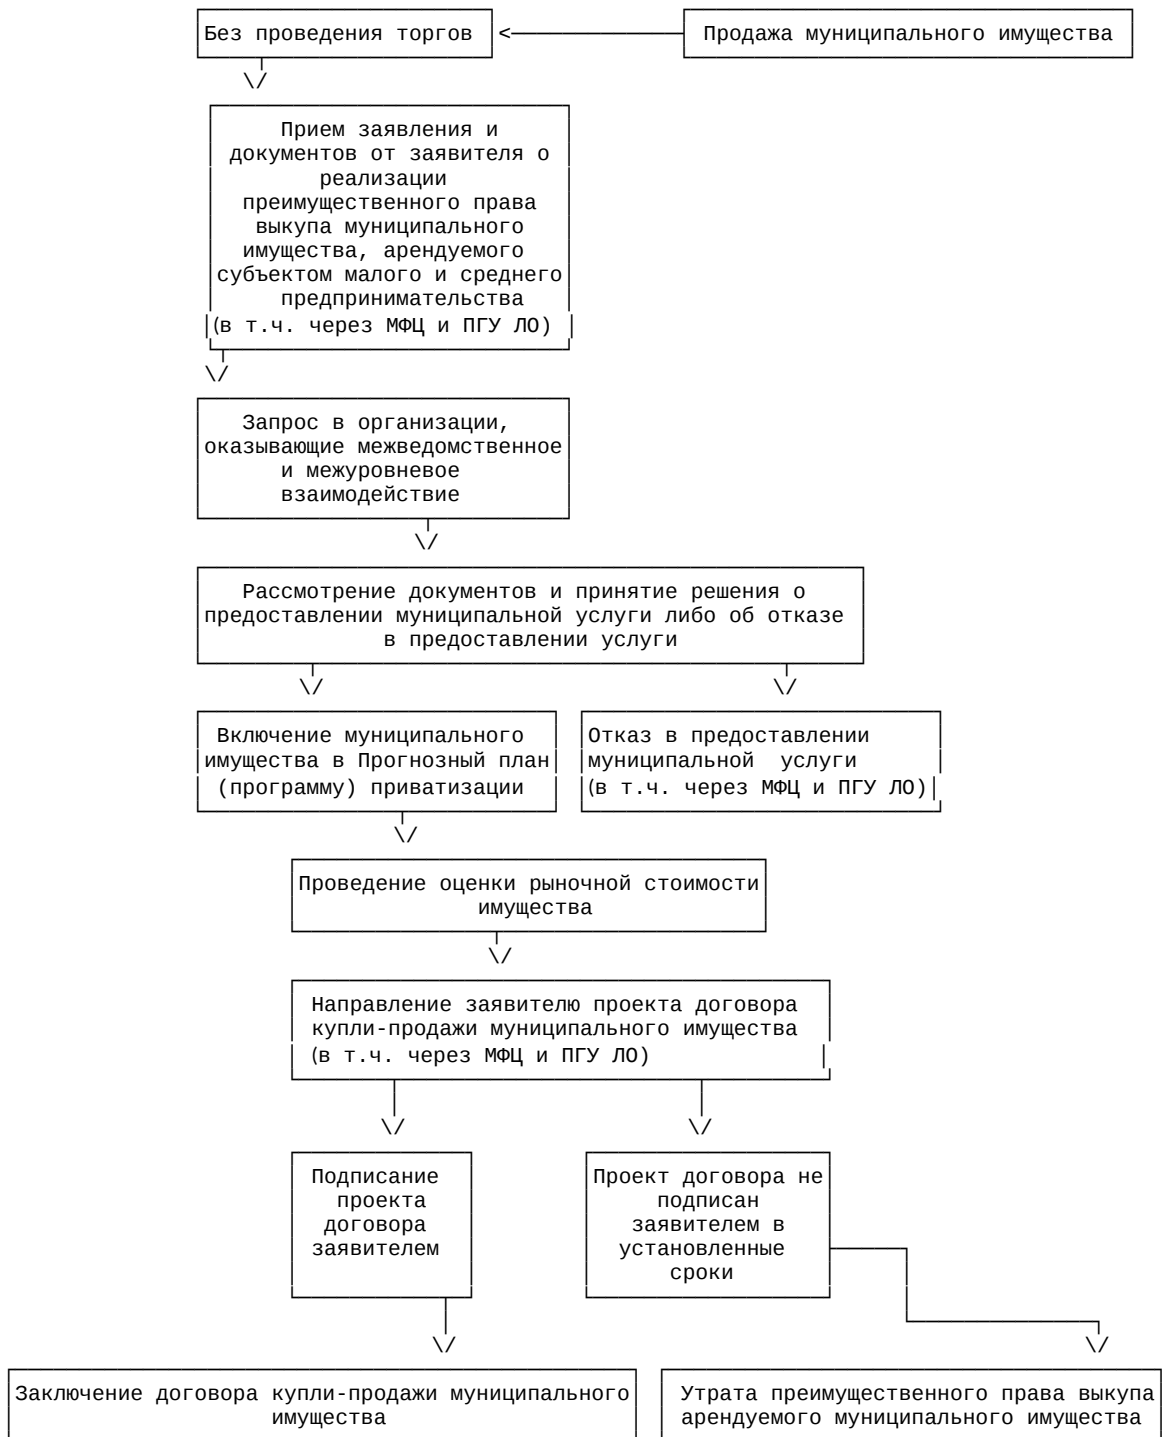 Без проведения торгов <
Продажа муниципального имущества
\/
Прием заявления и
документов от заявителя о
реализации
преимущественного права
выкупа муниципального
имущества, арендуемого
субъектом малого и среднего
предпринимательства
(в т.ч. через МФЦ и ПГУ ЛО)
\/
Запрос в организации,
оказывающие межведомственное
и межуровневое
взаимодействие
\/
Рассмотрение документов и принятие решения о
предоставлении муниципальной услуги либо об отказе
в предоставлении услуги
\/
\/
Включение муниципального
имущества в Прогнозный план
(программу) приватизации
Отказ в предоставлении
муниципальной услуги
(в т.ч. через МФЦ и ПГУ ЛО)
\/
Проведение оценки рыночной стоимости
имущества
\/
Направление заявителю проекта договора
купли-продажи муниципального имущества
(в т.ч. через МФЦ и ПГУ ЛО)
\/
\/
Подписание
проекта
договора
заявителем
Проект договора не
подписан
заявителем в
установленные
сроки
\/
\/
Заключение договора купли-продажи муниципального
имущества
Утрата преимущественного права выкупа
арендуемого муниципального имущества